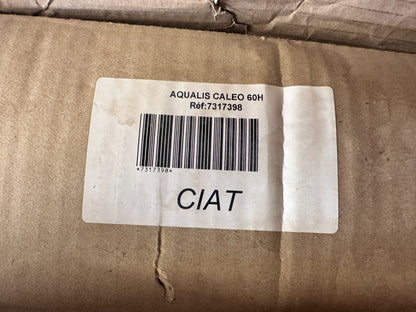 AQUALIS CALEO 60H
Réf:7317398
*7317398*
CIAT